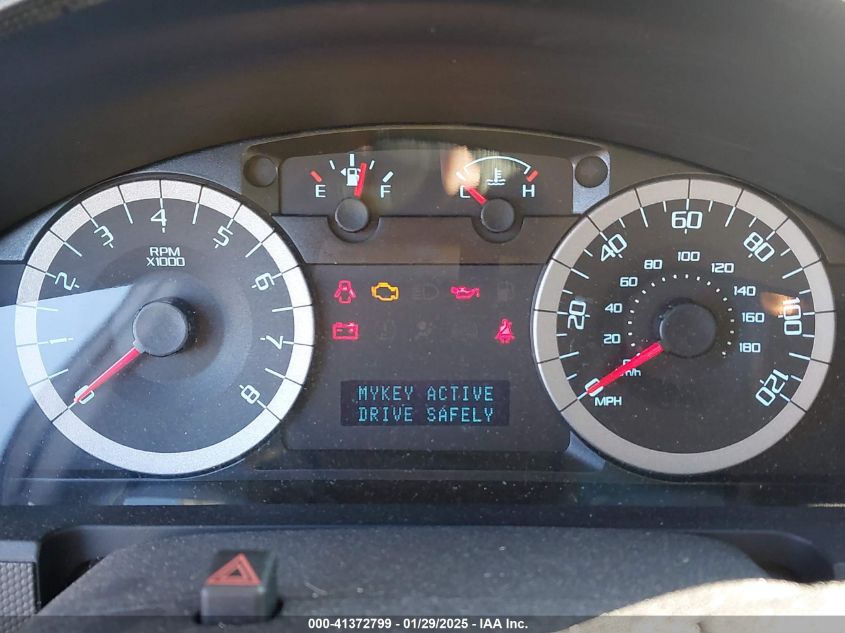 E F
L H
0 1 2 3 4 5 6 7 8
RPM
X1000
0 20 40 60 80 100 120
20 40 60 80 100 120 140 160 180
km/h
MPH
MYKEY ACTIVE
DRIVE SAFELY
000-41372799 / 01/29/2025 - IAA Inc.